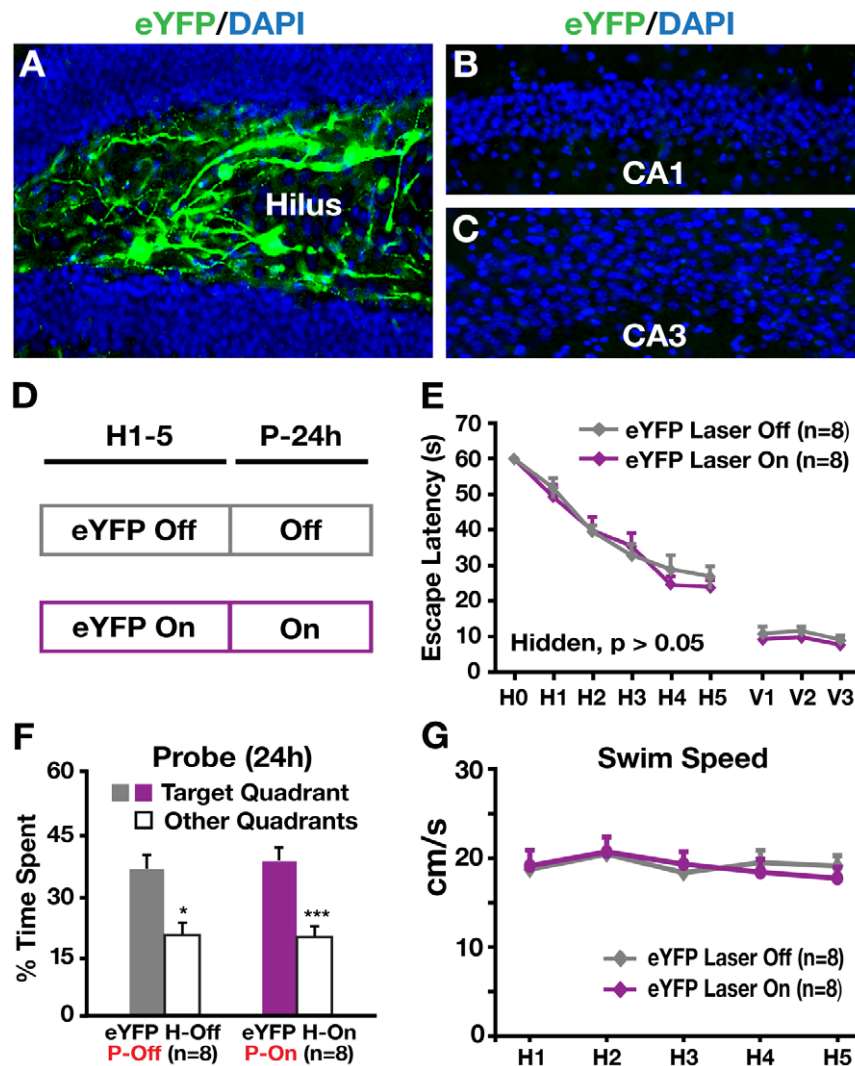 eYFP/DAPI
eYFP/DAPI
A
Hilus
B
CA1
C
CA3
D
H1-5
P-24h
eYFP Off
Off
eYFP On
On
E
Escape Latency (s)
70
60
50
40
30
20
10
0
eYFP Laser Off (n=8)
eYFP Laser On (n=8)
Hidden, p > 0.05
H0 H1 H2 H3 H4 H5 V1 V2 V3
F
Probe (24h)
% Time Spent
60
45
30
15
0
Target Quadrant
Other Quadrants
*
***
eYFP H-Off
P-Off (n=8)
eYFP H-On
P-On (n=8)
G
Swim Speed
cm/s
30
20
10
0
eYFP Laser Off (n=8)
eYFP Laser On (n=8)
H1 H2 H3 H4 H5